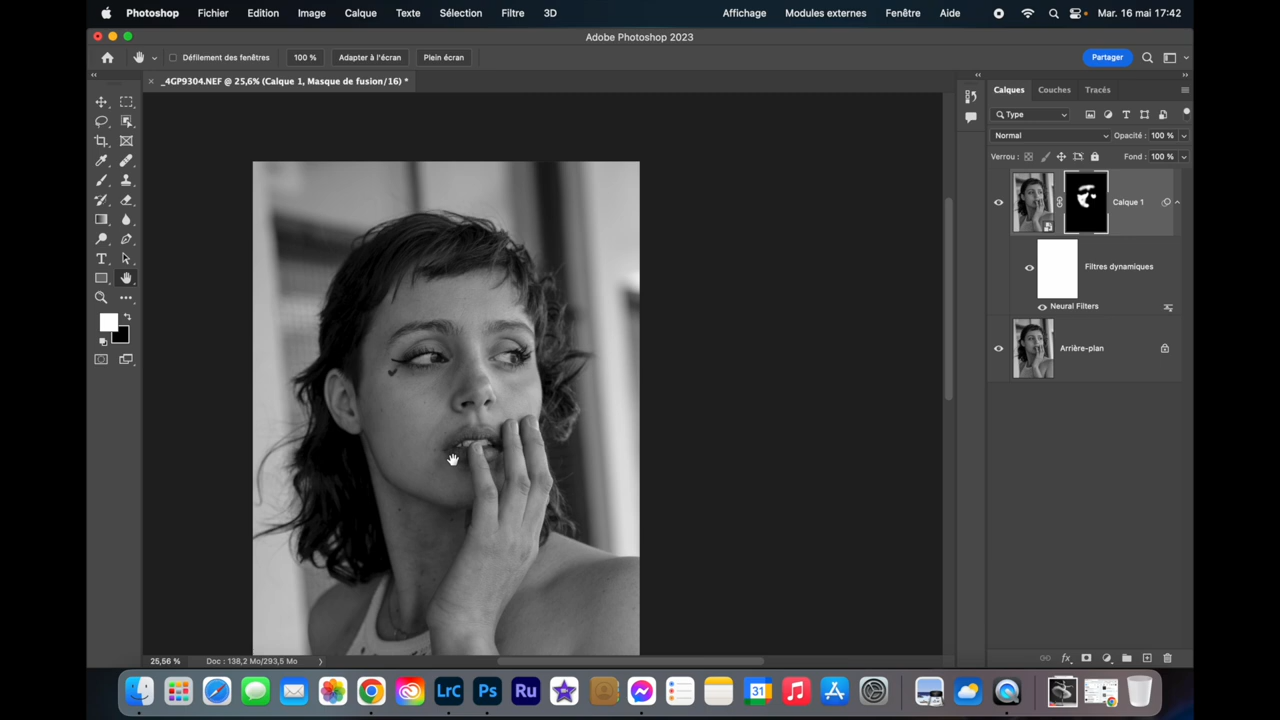 Photoshop Fichier Edition Image Calque Texte Sélection Filtre 3D Affichage Modules externes Fenêtre Aide Mar. 16 mai 17:42
Adobe Photoshop 2023
Défilement des fenêtres 100 % Adapter à l'écran Plein écran Partager
_4GP9304.NEF @ 25,6% (Calque 1, Masque de fusion/16) *
Calques Couches Tracés
Type
Normal Opacité : 100 %
Verrou : Fond : 100 %
Calque 1
Filtres dynamiques
Neural Filters
Arrière-plan
25,56 % Doc : 138,2 Mo/293,5 Mo
LrC Ps Ru 31